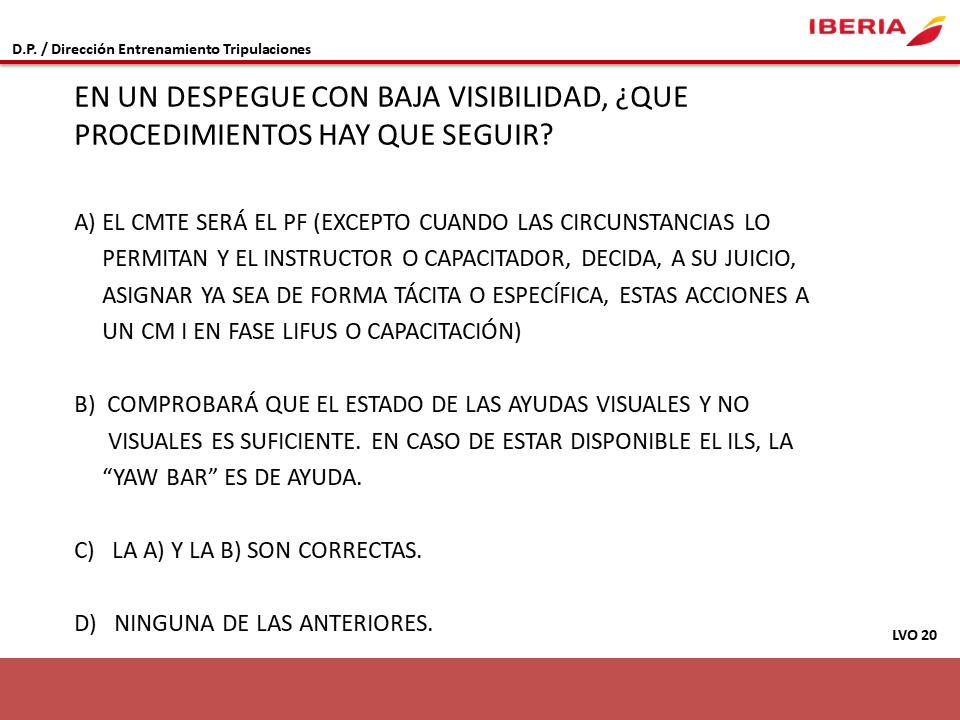 IBERIA
D.P. / Dirección Entrenamiento Tripulaciones
EN UN DESPEGUE CON BAJA VISIBILIDAD, ¿QUE
PROCEDIMIENTOS HAY QUE SEGUIR?
A) EL CMTE SERÁ EL PF (EXCEPTO CUANDO LAS CIRCUNSTANCIAS LO
PERMITAN Y EL INSTRUCTOR O CAPACITADOR, DECIDA, A SU JUICIO,
ASIGNAR YA SEA DE FORMA TÁCITA O ESPECÍFICA, ESTAS ACCIONES A
UN CM I EN FASE LIFUS O CAPACITACIÓN)
B) COMPROBARÁ QUE EL ESTADO DE LAS AYUDAS VISUALES Y NO
VISUALES ES SUFICIENTE. EN CASO DE ESTAR DISPONIBLE EL ILS, LA
“YAW BAR” ES DE AYUDA.
C) LA A) Y LA B) SON CORRECTAS.
D) NINGUNA DE LAS ANTERIORES.
LVO 20